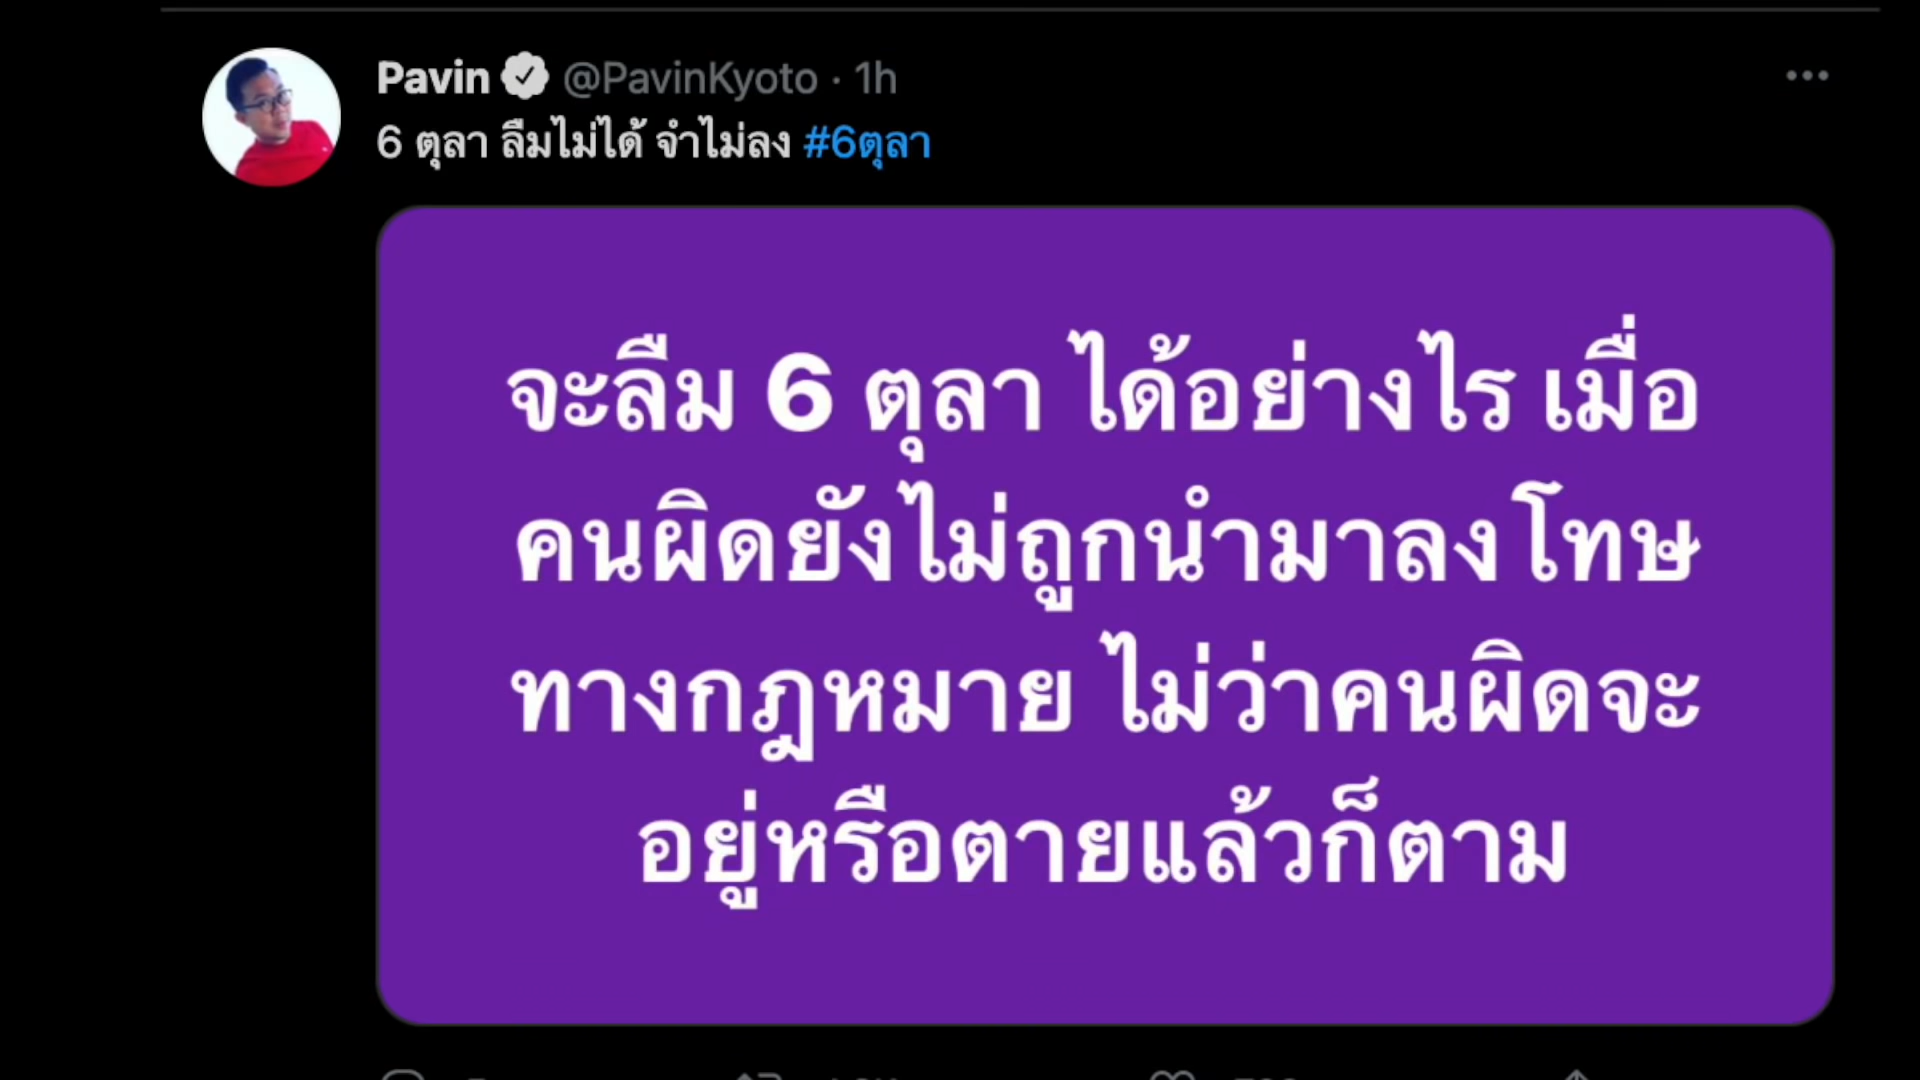 Pavin @PavinKyoto · 1h
6 ตุลา ลืมไม่ได้ จำไม่ลง #6ตุลา
จะลืม 6 ตุลา ได้อย่างไร เมื่อ
คนผิดยังไม่ถูกนำมาลงโทษ
ทางกฎหมาย ไม่ว่าคนผิดจะ
อยู่หรือตายแล้วก็ตาม